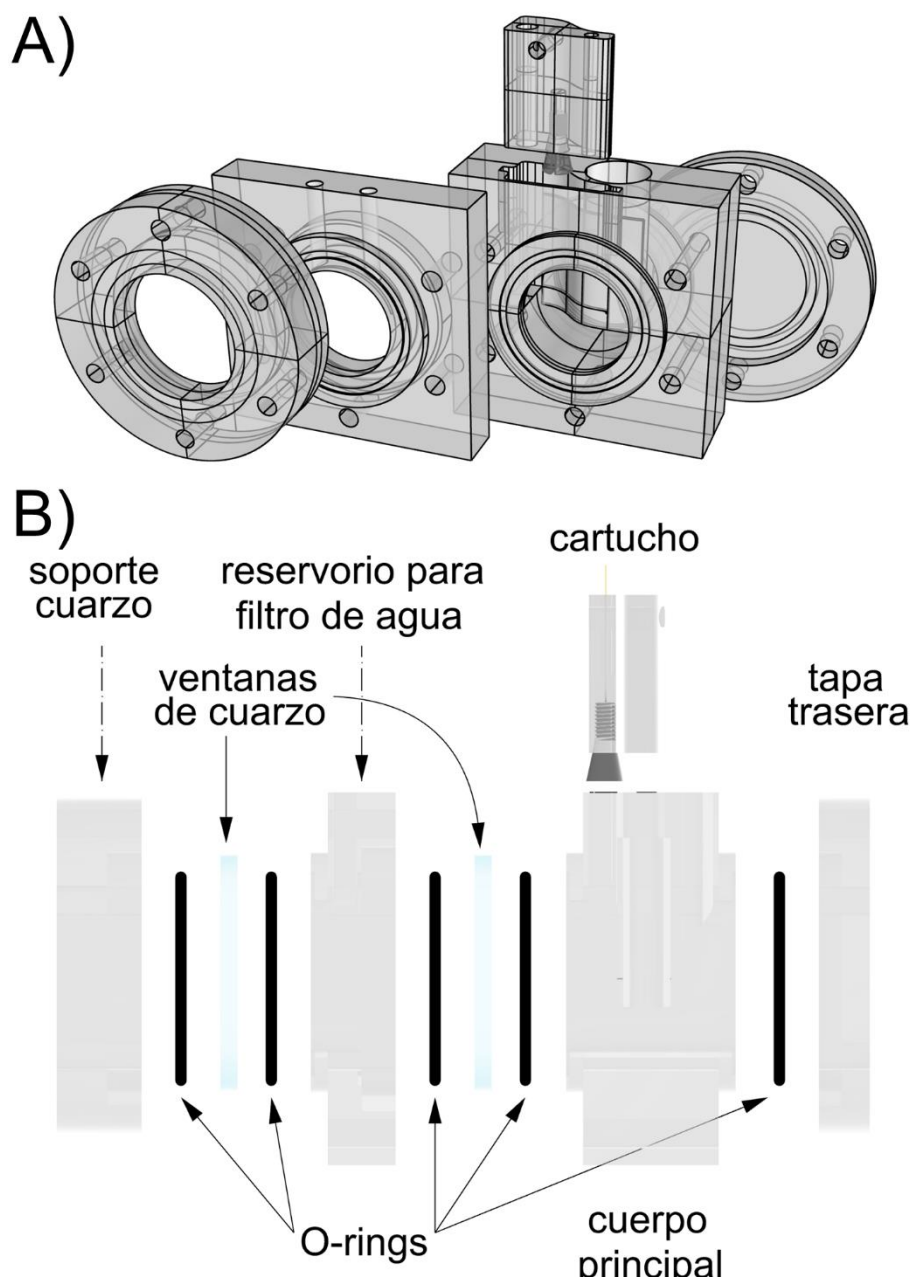 A)
B)
soporte
cuarzo
reservorio para
filtro de agua
ventanas
de cuarzo
cartucho
tapa
trasera
O-rings
cuerpo
principal